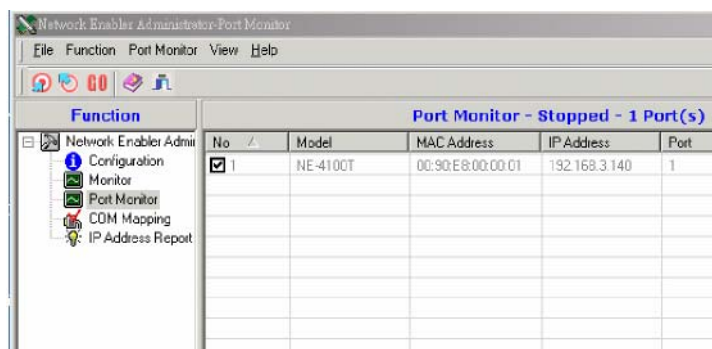 Network Enabler Administrator-Port Monitor
File Function Port Monitor View Help
GO
Function
Port Monitor - Stopped - 1 Port(s)
Network Enabler Admi
Configuration
Monitor
Port Monitor
COM Mapping
IP Address Report
No Model MAC Address IP Address Port
1 NE-4100T 00:90:E8:00:00:01 192.168.3.140 1